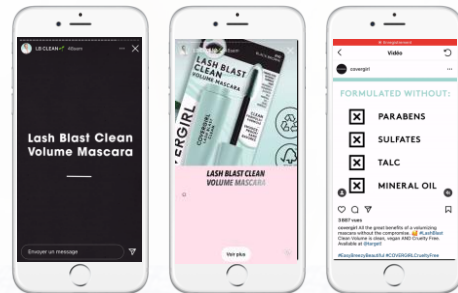 LB CLEAN
Lash Blast Clean
Volume Mascara
Envoyer un message
LASH BLAST
CLEAN
VOLUME MASCARA
COVERGIRL
LASH BLAST CLEAN
VOLUME MASCARA
Voir plus
Vidéo
covergirl
FORMULATED WITHOUT:
PARABENS
SULFATES
TALC
MINERAL OIL
covergirl All the great benefits of a volumizing
mascara without the compromise. #LashBlast
Clean Volume is clean, vegan AND Cruelty Free.
Available at @target!
#EasyBreezyBeautiful #COVERGIRLCrueltyFree